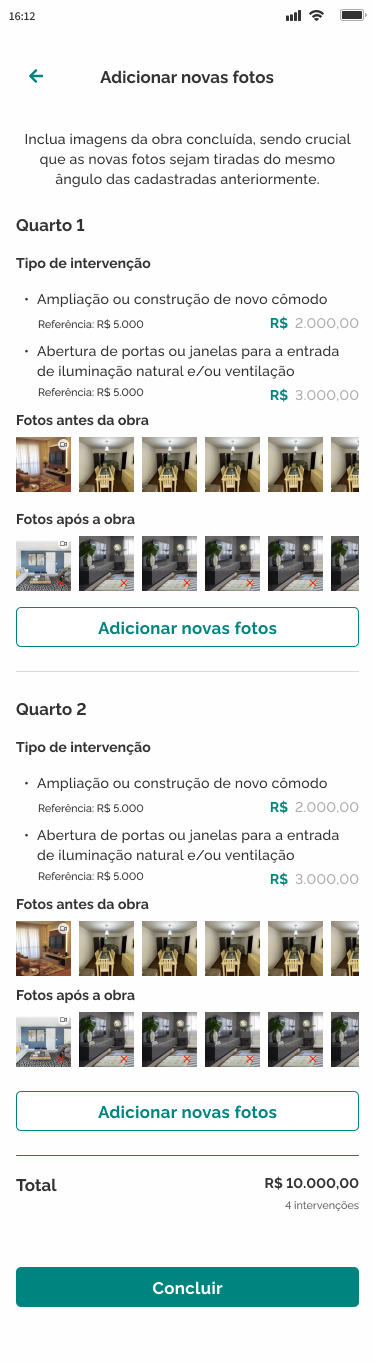 16:12
Adicionar novas fotos
Inclua imagens da obra concluída, sendo crucial
que as novas fotos sejam tiradas do mesmo
ângulo das cadastradas anteriormente.
Quarto 1
Tipo de intervenção
• Ampliação ou construção de novo cômodo
Referência: R$ 5.000 R$ 2.000,00
• Abertura de portas ou janelas para a entrada
de iluminação natural e/ou ventilação
Referência: R$ 5.000 R$ 3.000,00
Fotos antes da obra
Fotos após a obra
Adicionar novas fotos
Quarto 2
Tipo de intervenção
• Ampliação ou construção de novo cômodo
Referência: R$ 5.000 R$ 2.000,00
• Abertura de portas ou janelas para a entrada
de iluminação natural e/ou ventilação
Referência: R$ 5.000 R$ 3.000,00
Fotos antes da obra
Fotos após a obra
Adicionar novas fotos
Total R$ 10.000,00
4 intervenções
Concluir